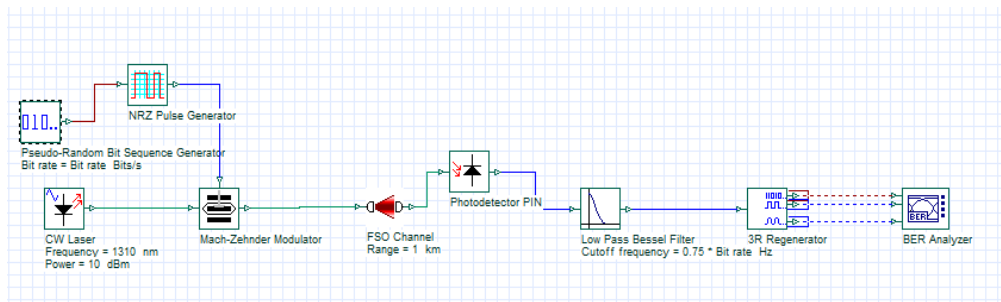 NRZ Pulse Generator
010..
Pseudo-Random Bit Sequence Generator
Bit rate = Bit rate  Bits/s
CW Laser
Frequency = 1310  nm
Power = 10  dBm
Mach-Zehnder Modulator
FSO Channel
Range = 1  km
Photodetector PIN
Low Pass Bessel Filter
Cutoff frequency = 0.75 * Bit rate  Hz
3R Regenerator
BER
BER Analyzer